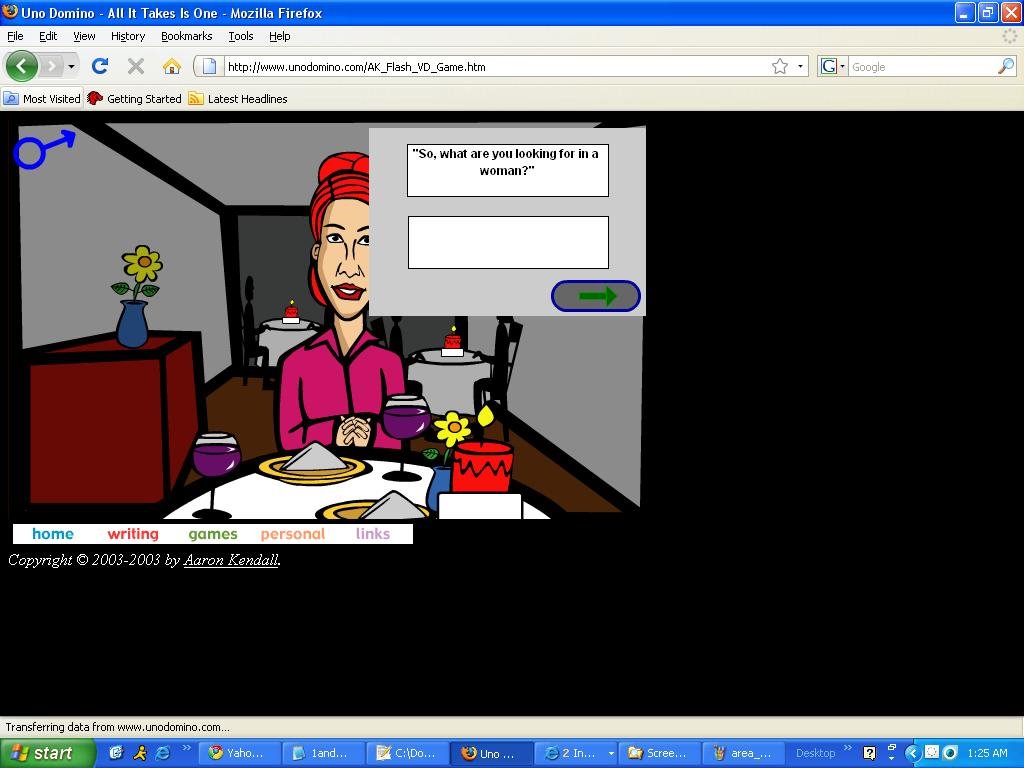 Uno Domino - All It Takes Is One - Mozilla Firefox
File Edit View History Bookmarks Tools Help
http://www.unodomino.com/AK_Flash_VD_Game.htm
G Google
Most Visited Getting Started Latest Headlines
"So, what are you looking for in a
woman?"
home writing games personal links
Copyright © 2003-2003 by Aaron Kendall.
Transferring data from www.unodomino.com...
start Yaho... 1and... C:\Do... Uno ... 2 In... Scree... area_... Desktop 1:25 AM